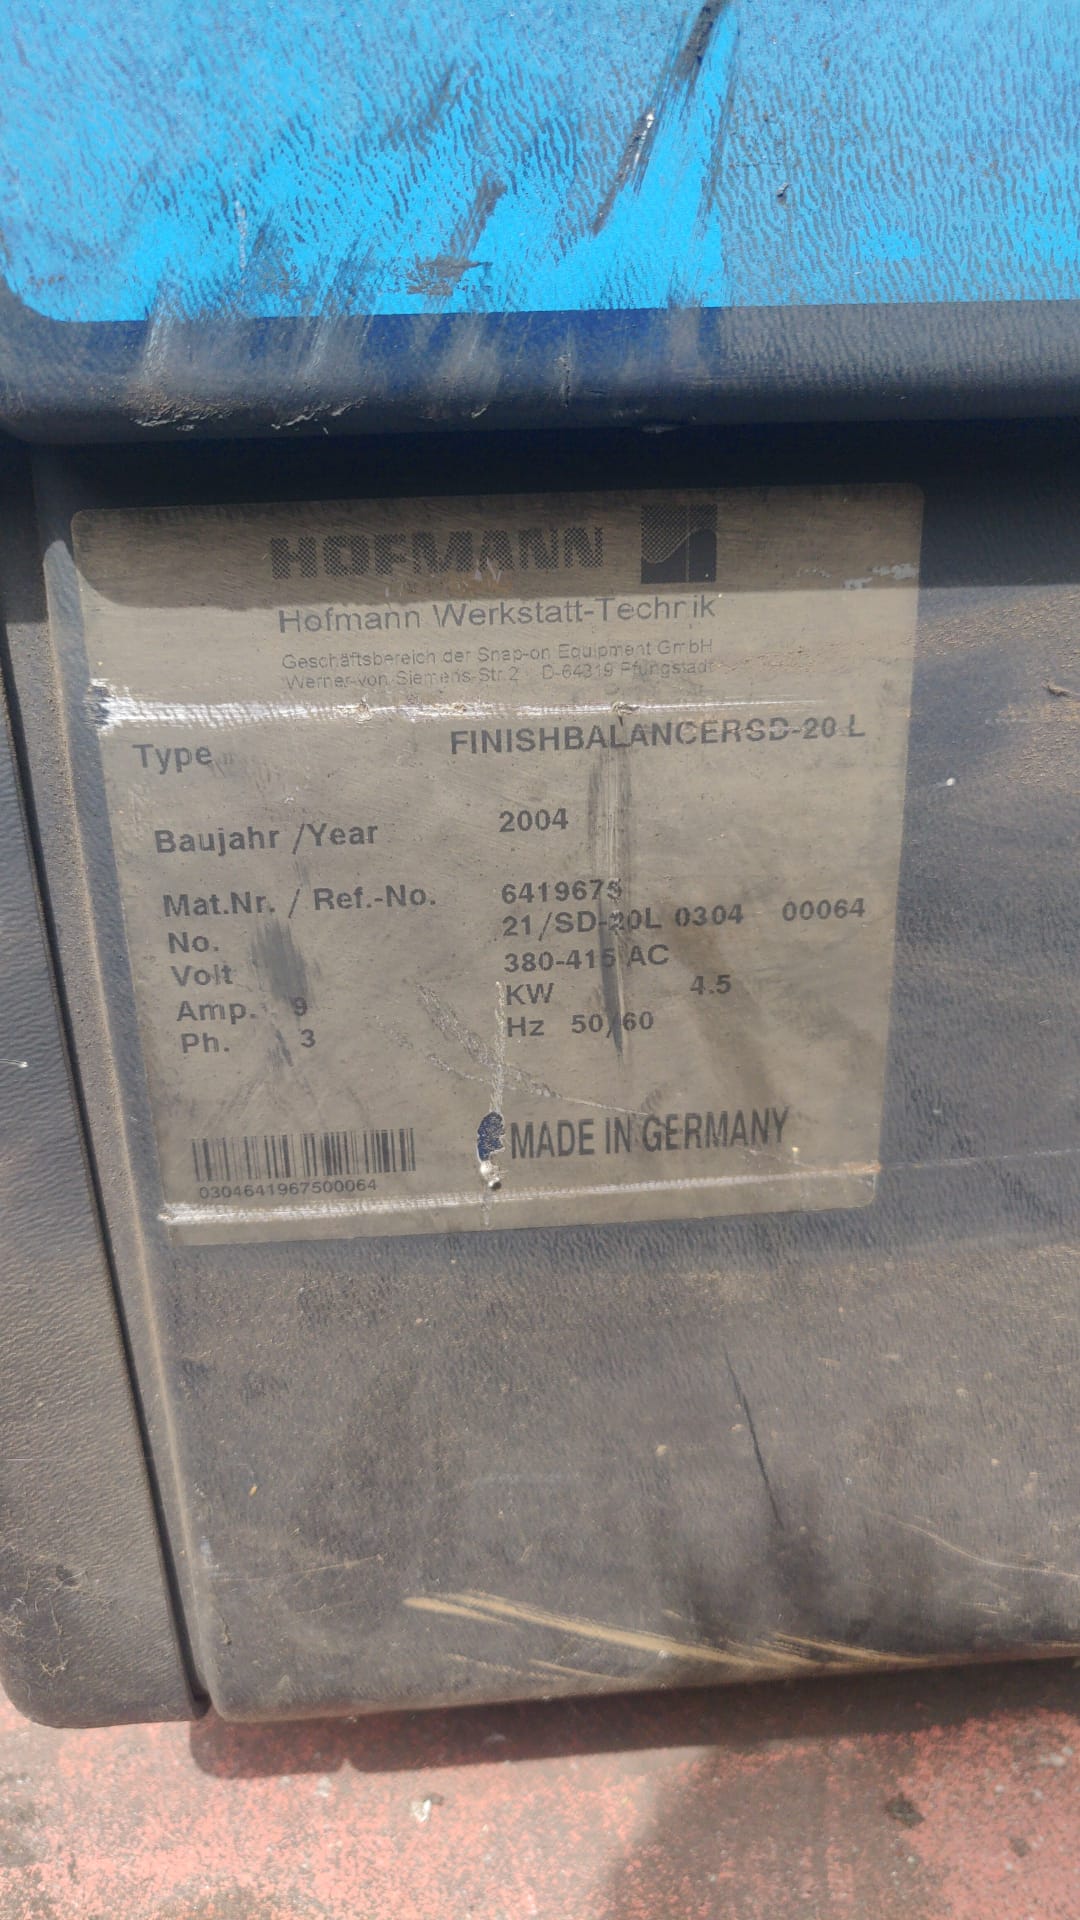 HOFMANN
Hofmann Werkstatt-Technik
Geschäftsbereich der Snap-on Equipment GmbH
Werner-von Siemens-Str.2 D-64319 Pfungstadt
Type FINISHBALANCERSD-20 L
Baujahr /Year 2004
Mat.Nr. / Ref.-No. 6419675
No. 21/SD-20L 0304 00064
Volt 380-415 AC
Amp. 9 KW 4.5
Ph. 3 Hz 50/60
MADE IN GERMANY
0304641967500064